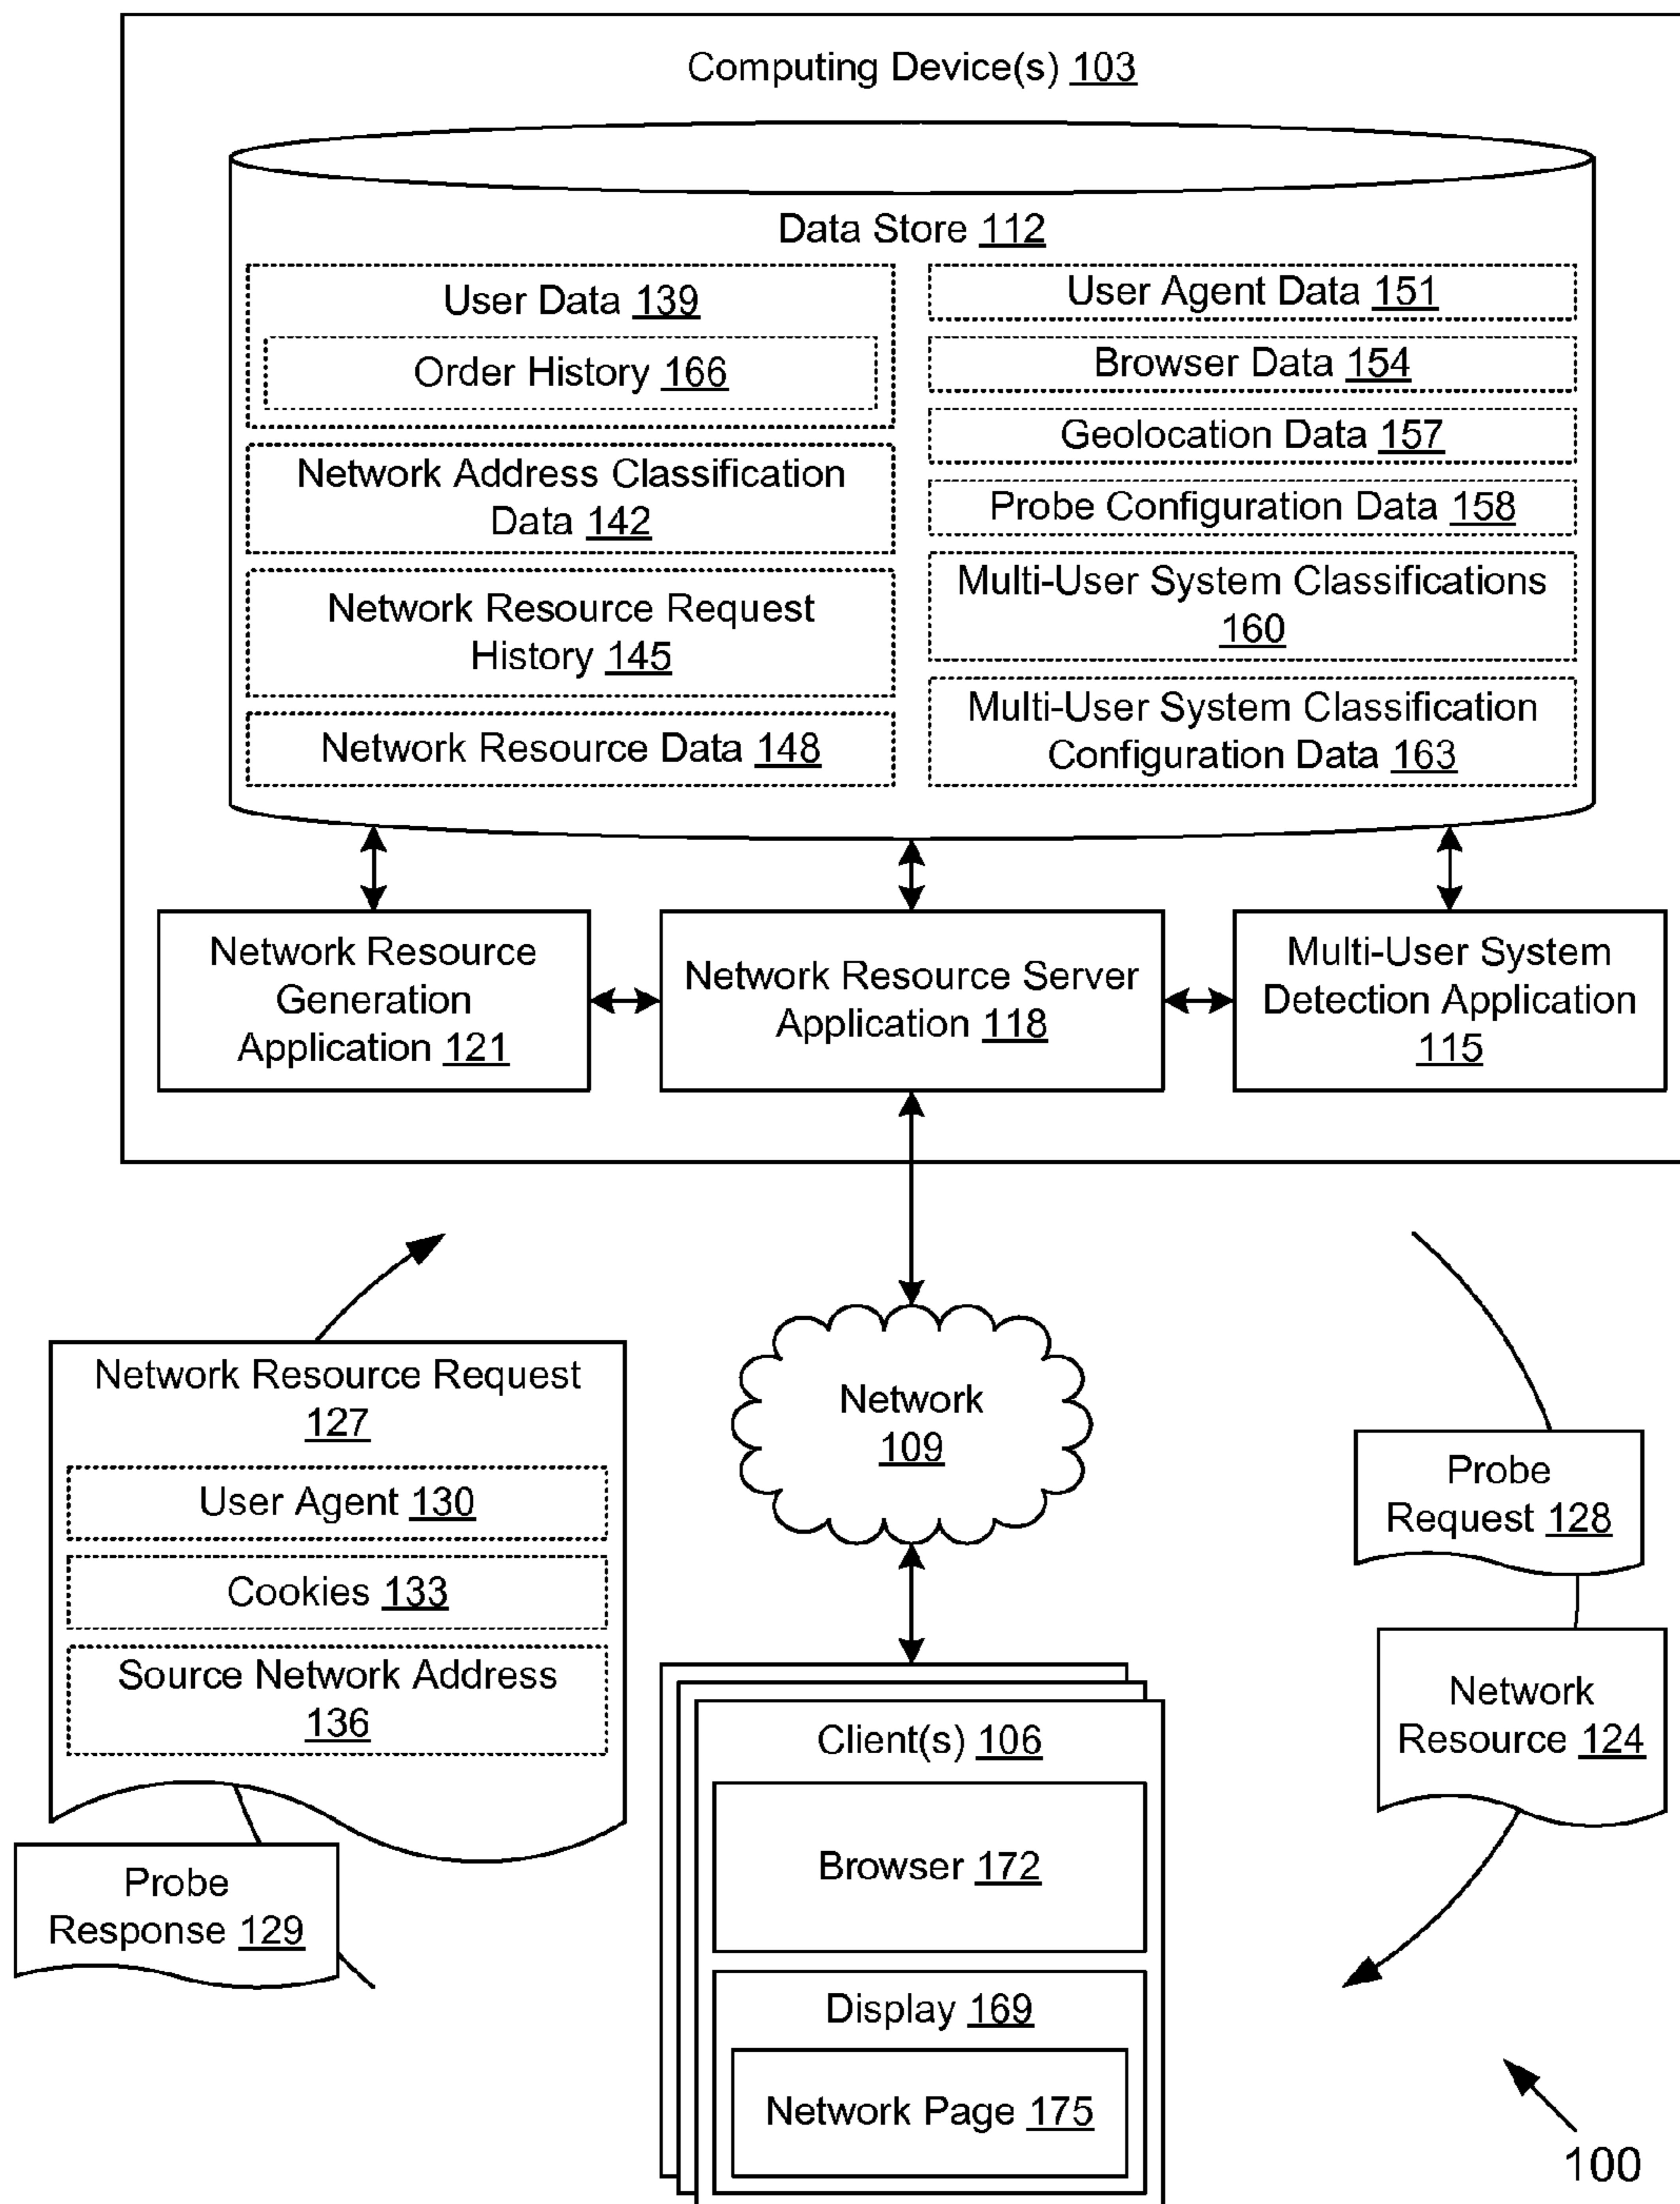 Computing Device(s) 103
Data Store 112
User Data 139
Order History 166
Network Address Classification
Data 142
Network Resource Request
History 145
Network Resource Data 148
User Agent Data 151
Browser Data 154
Geolocation Data 157
Probe Configuration Data 158
Multi-User System Classifications
160
Multi-User System Classification
Configuration Data 163
Network Resource
Generation
Application 121
Network Resource Server
Application 118
Multi-User System
Detection Application
115
Network Resource Request
127
User Agent 130
Cookies 133
Source Network Address
136
Probe
Response 129
Network
109
Probe
Request 128
Network
Resource 124
Client(s) 106
Browser 172
Display 169
Network Page 175
100